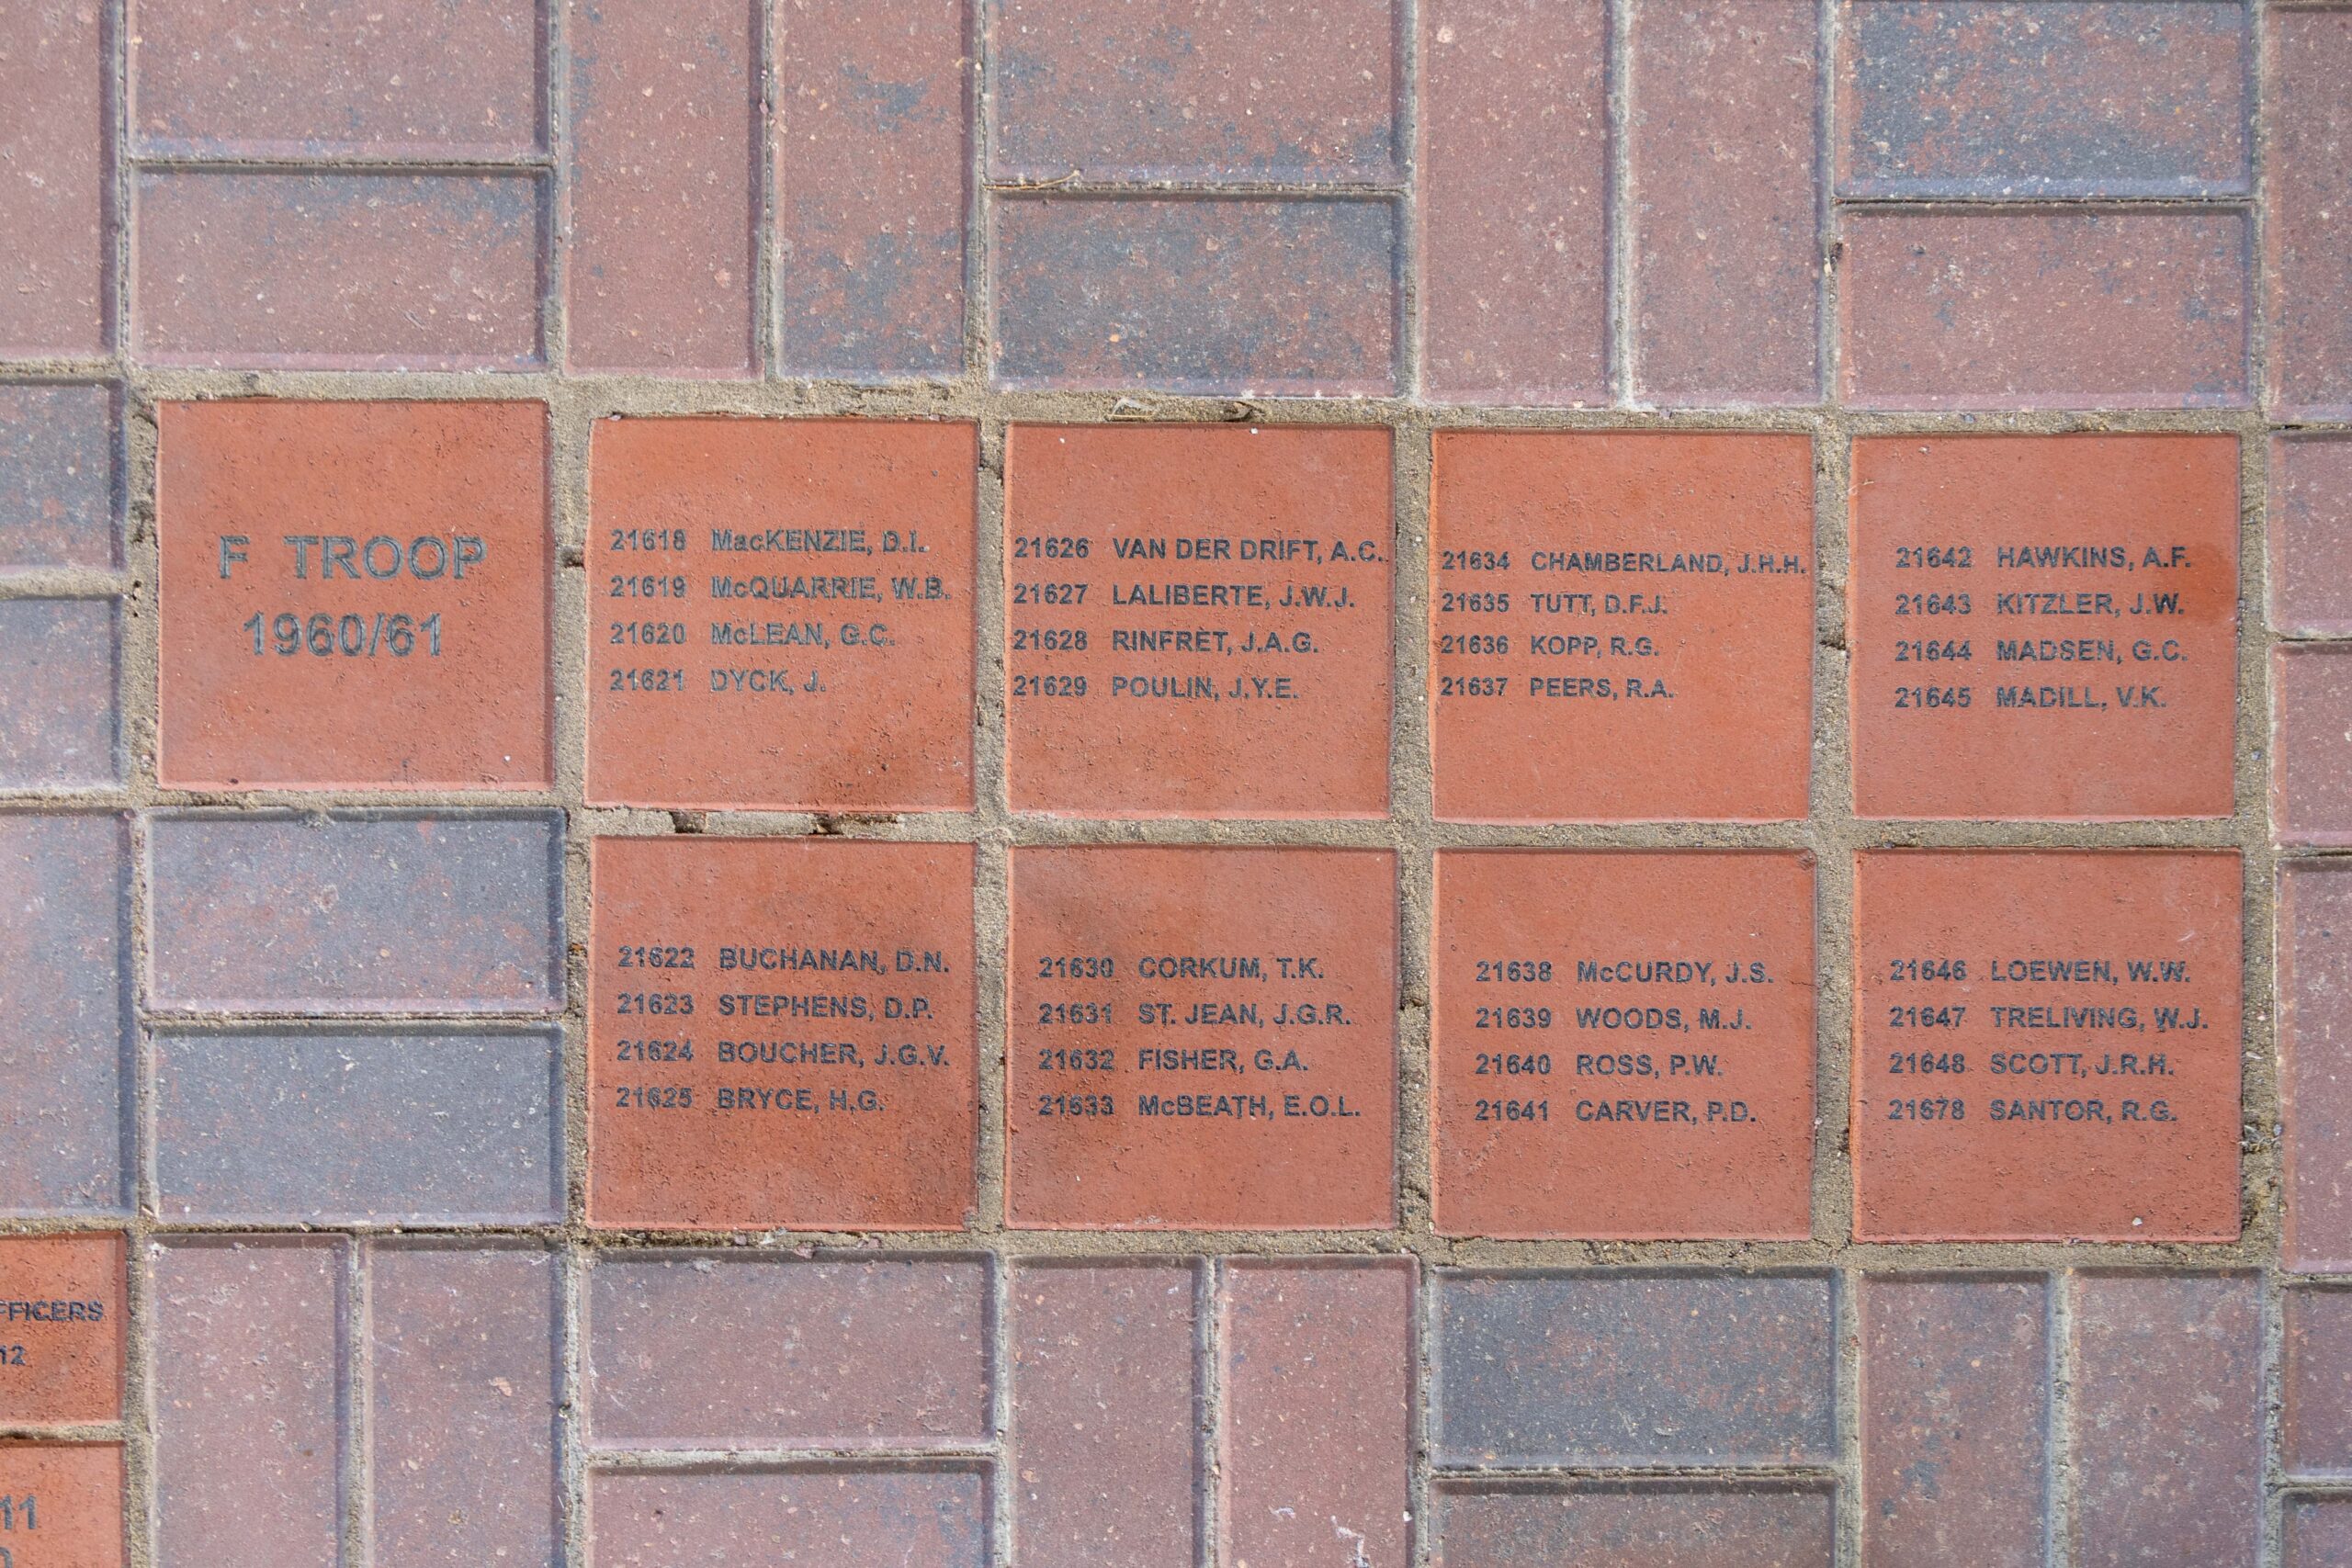 F TROOP
1960/61
21618 MacKENZIE, D.I.
21619 McQUARRIE, W.B.
21620 McLEAN, G.C.
21621 DYCK, J.
21626 VAN DER DRIFT, A.C.
21627 LALIBERTE, J.W.J.
21628 RINFRET, J.A.G.
21629 POULIN, J.Y.E.
21634 CHAMBERLAND, J.H.H.
21635 TUTT, D.F.J.
21636 KOPP, R.G.
21637 PEERS, R.A.
21642 HAWKINS, A.F.
21643 KITZLER, J.W.
21644 MADSEN, G.C.
21645 MADILL, V.K.
21622 BUCHANAN, D.N.
21623 STEPHENS, D.P.
21624 BOUCHER, J.G.V.
21625 BRYCE, H.G.
21630 CORKUM, T.K.
21631 ST. JEAN, J.G.R.
21632 FISHER, G.A.
21633 McBEATH, E.O.L.
21638 McCURDY, J.S.
21639 WOODS, M.J.
21640 ROSS, P.W.
21641 CARVER, P.D.
21646 LOEWEN, W.W.
21647 TRELIVING, W.J.
21648 SCOTT, J.R.H.
21678 SANTOR, R.G.
FFICERS
12
11